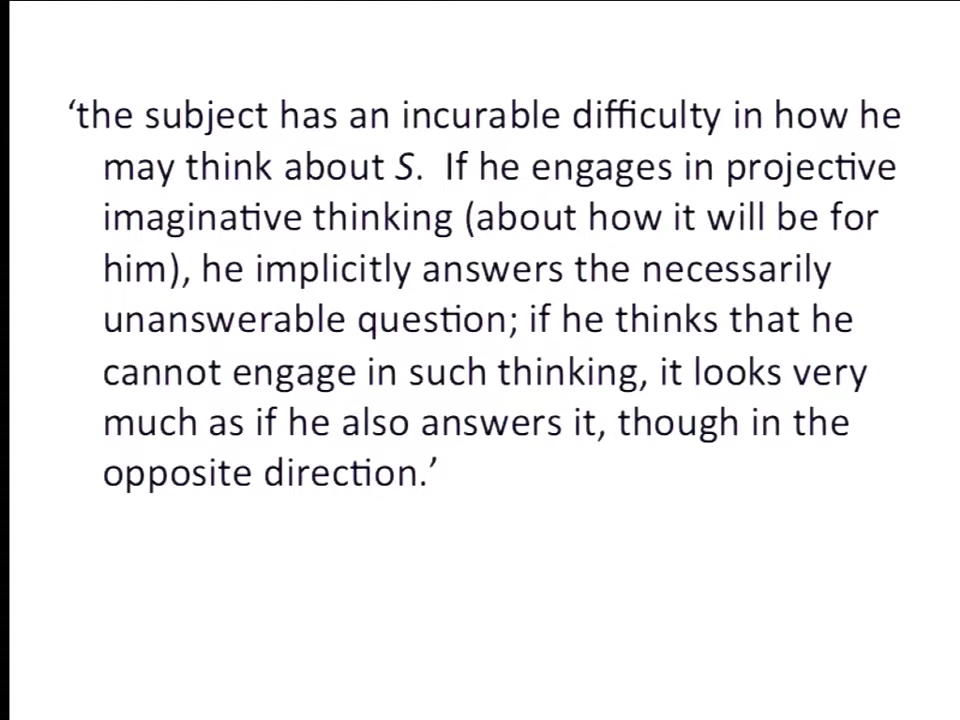 ‘the subject has an incurable difficulty in how he
may think about S. If he engages in projective
imaginative thinking (about how it will be for
him), he implicitly answers the necessarily
unanswerable question; if he thinks that he
cannot engage in such thinking, it looks very
much as if he also answers it, though in the
opposite direction.’